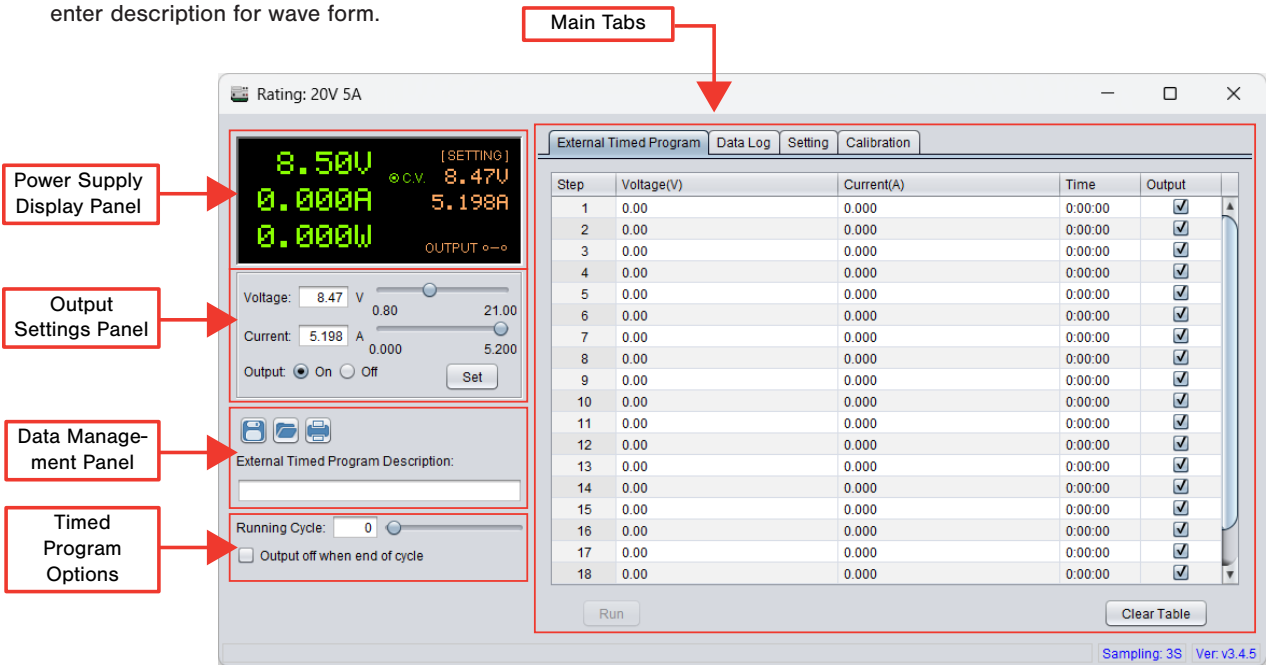 enter description for wave form.
Main Tabs
Rating: 20V 5A
Power Supply
Display Panel
8.50V
0.000A
0.000W
C.V.
[SETTING]
8.47V
5.198A
OUTPUT
Output
Settings Panel
Voltage: 8.47 V
0.80 21.00
Current: 5.198 A
0.000 5.200
Output: On Off
Set
Data Manage-
ment Panel
External Timed Program Description:
Timed
Program
Options
Running Cycle: 0
Output off when end of cycle
External Timed Program Data Log Setting Calibration
Step Voltage(V) Current(A) Time Output
1 0.00 0.000 0:00:00
2 0.00 0.000 0:00:00
3 0.00 0.000 0:00:00
4 0.00 0.000 0:00:00
5 0.00 0.000 0:00:00
6 0.00 0.000 0:00:00
7 0.00 0.000 0:00:00
8 0.00 0.000 0:00:00
9 0.00 0.000 0:00:00
10 0.00 0.000 0:00:00
11 0.00 0.000 0:00:00
12 0.00 0.000 0:00:00
13 0.00 0.000 0:00:00
14 0.00 0.000 0:00:00
15 0.00 0.000 0:00:00
16 0.00 0.000 0:00:00
17 0.00 0.000 0:00:00
18 0.00 0.000 0:00:00
Run Clear Table
Sampling: 3S Ver: v3.4.5